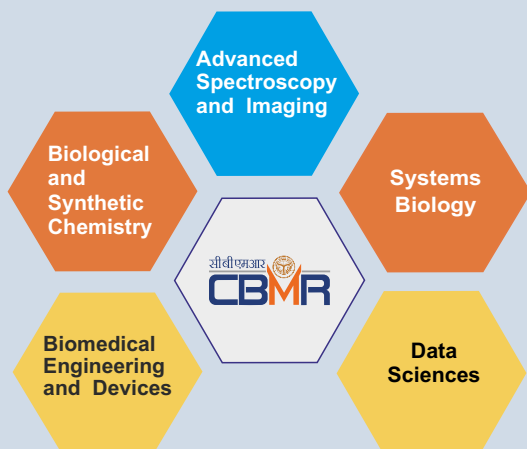 Advanced
Spectroscopy
and Imaging
Biological
and
Synthetic
Chemistry
Systems
Biology
सीबीएमआर
CBMR
Biomedical
Engineering
and Devices
Data
Sciences